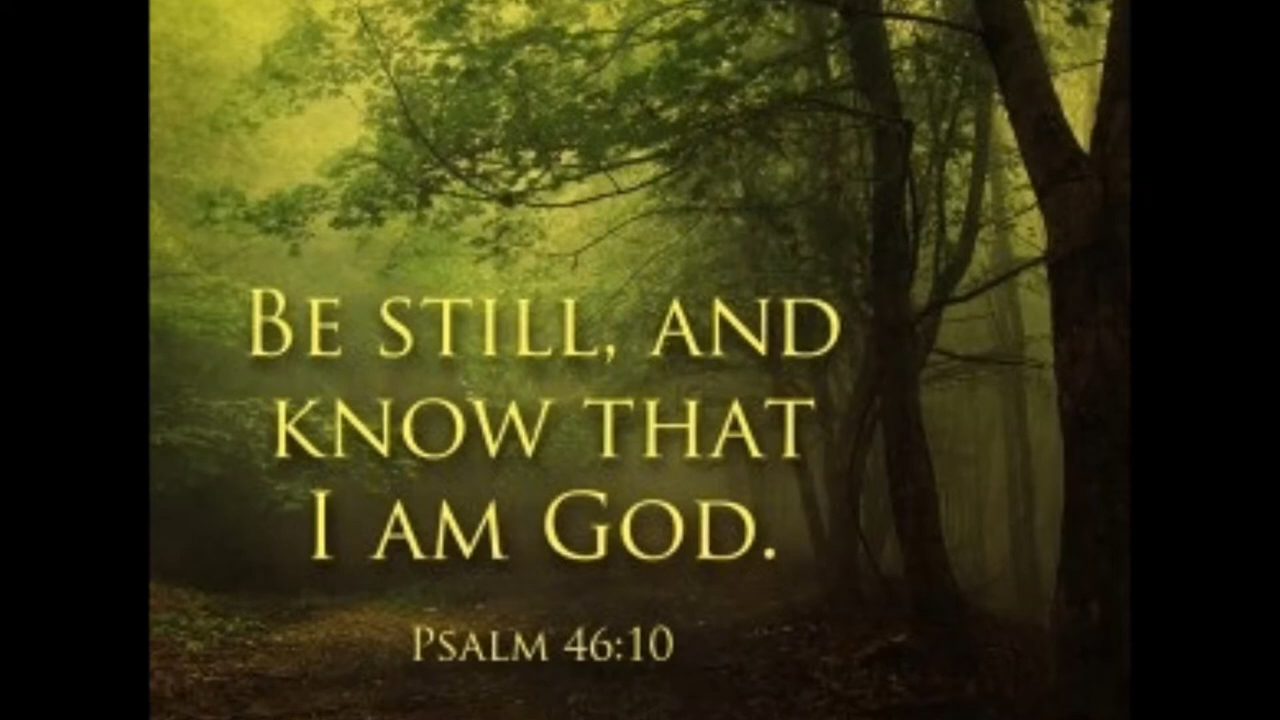 Be still, and
know that
I am God.
Psalm 46:10